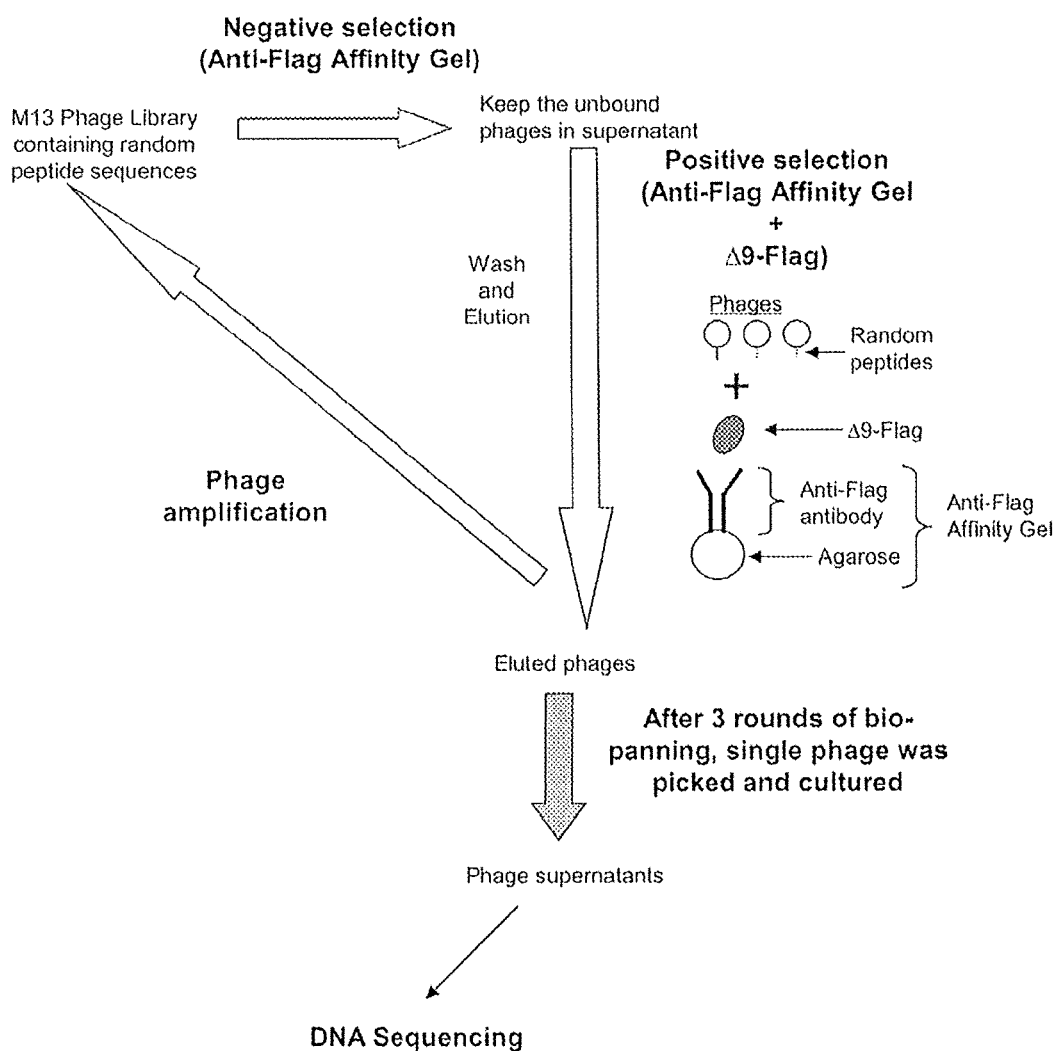 Negative selection
(Anti-Flag Affinity Gel)
M13 Phage Library
containing random
peptide sequences
Keep the unbound
phages in supernatant
Positive selection
(Anti-Flag Affinity Gel
+
Δ9-Flag)
Wash
and
Elution
Phages
Random
peptides
+
Δ9-Flag
Anti-Flag
antibody
Anti-Flag
Affinity Gel
Agarose
Phage
amplification
Eluted phages
After 3 rounds of bio-
panning, single phage was
picked and cultured
Phage supernatants
DNA Sequencing